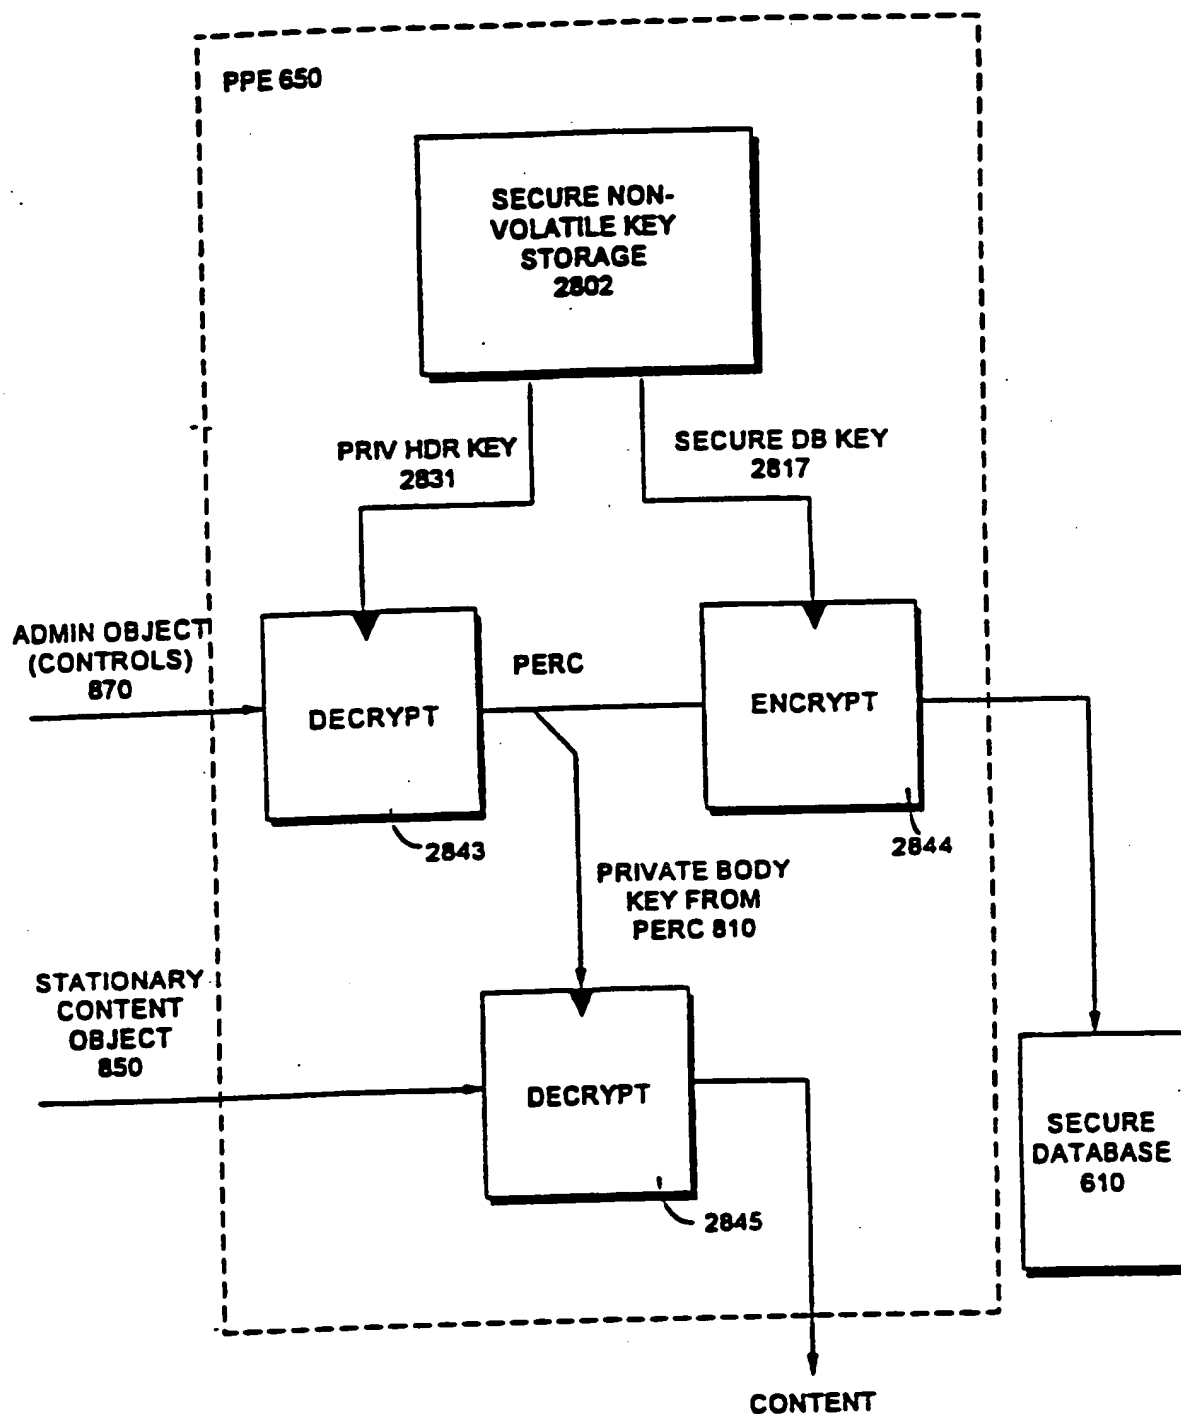 PPE 650
SECURE NON-
VOLATILE KEY
STORAGE
2802
PRIV HDR KEY
2831
SECURE DB KEY
2817
ADMIN OBJECT
(CONTROLS)
870
DECRYPT
PERC
ENCRYPT
2843
2844
PRIVATE BODY
KEY FROM
PERC 810
STATIONARY
CONTENT
OBJECT
850
DECRYPT
2845
SECURE
DATABASE
610
CONTENT